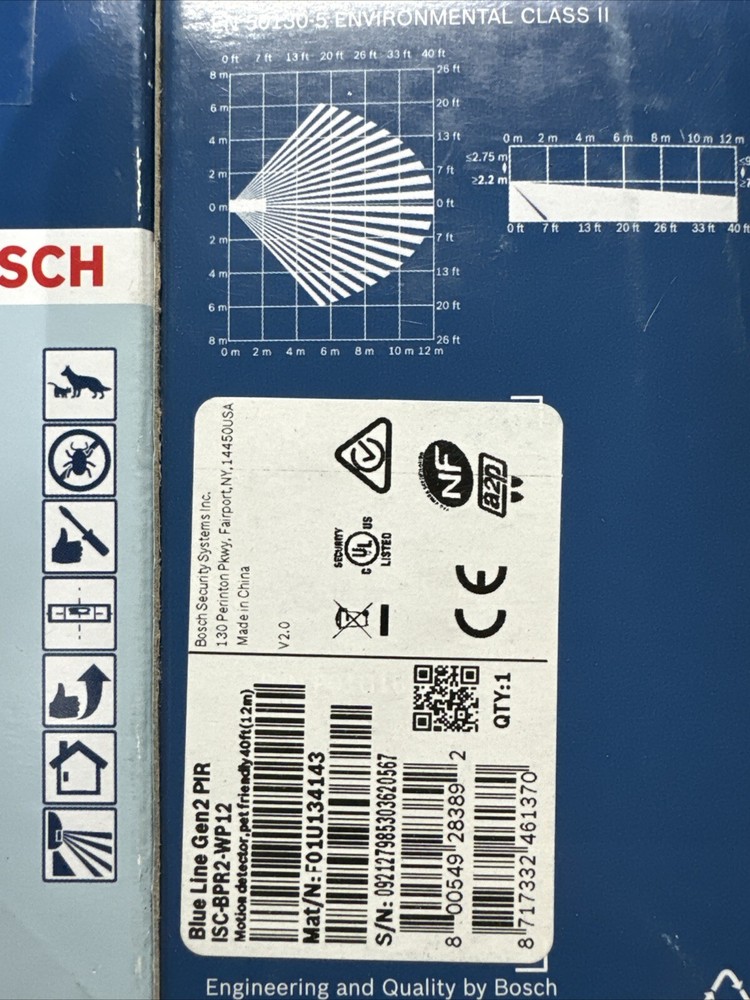 EN 50130-5 ENVIRONMENTAL CLASS II
0 ft 7 ft 13 ft 20 ft 26 ft 33 ft 40 ft
8 m 26 ft
6 m 20 ft
4 m 13 ft
2 m 7 ft
0 m 0 ft
2 m 7 ft
4 m 13 ft
6 m 20 ft
8 m 26 ft
0 m 2 m 4 m 6 m 8 m 10 m 12 m
0 m 2 m 4 m 6 m 8 m 10 m 12 m
≤2.75 m
≥2.2 m
0 ft 7 ft 13 ft 20 ft 26 ft 33 ft 40 ft
SCH
Bosch Security Systems Inc.
130 Perinton Pkwy, Fairport,NY,14450USA
Made in China
V2.0
SECURITY
C UL US
LISTED
NF
a2p
CE
Blue Line Gen2 PIR
ISC-BPR2-WP12
Motion detector,pet friendly 40ft(12m)
Mat/N: F01U134143
S/N: 092127985303620567
8 00549 28389 2
8 717332 461370
QTY:1
Engineering and Quality by Bosch